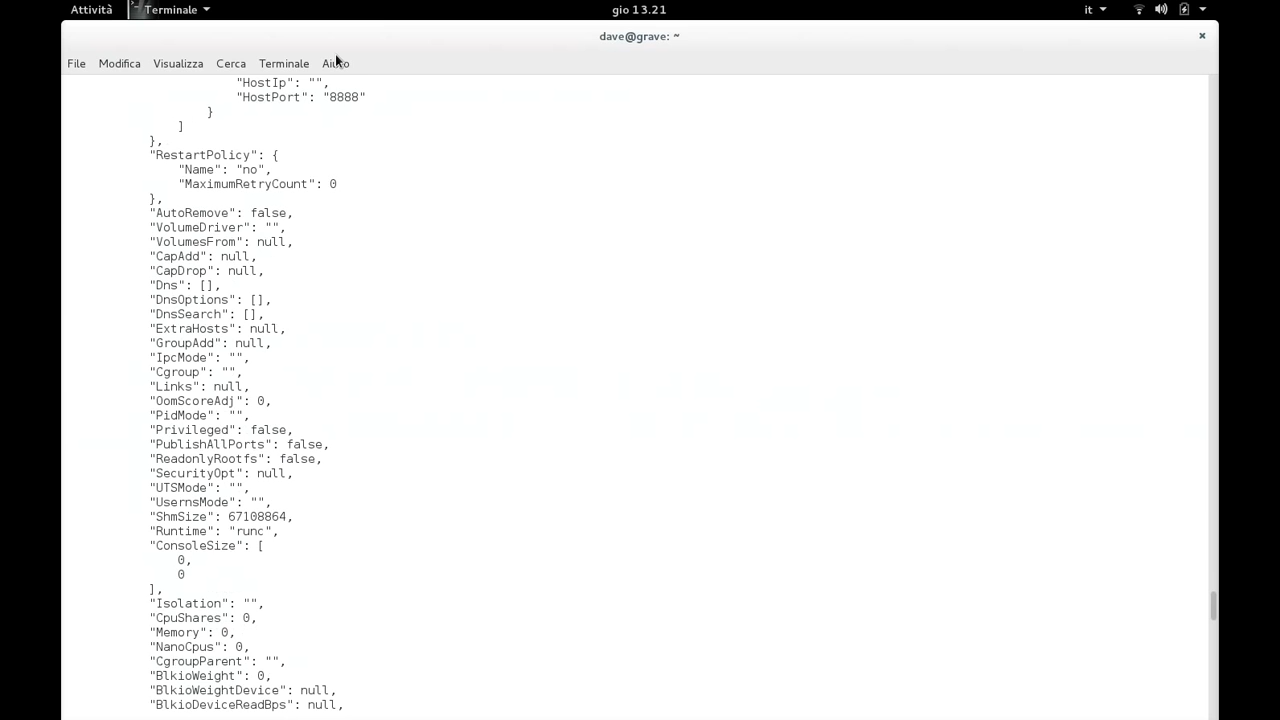 Attività Terminale gio 13.21 it
dave@grave: ~ ×
File Modifica Visualizza Cerca Terminale Aiuto
"HostIp": "",
"HostPort": "8888"
}
]
},
"RestartPolicy": {
"Name": "no",
"MaximumRetryCount": 0
},
"AutoRemove": false,
"VolumeDriver": "",
"VolumesFrom": null,
"CapAdd": null,
"CapDrop": null,
"Dns": [],
"DnsOptions": [],
"DnsSearch": [],
"ExtraHosts": null,
"GroupAdd": null,
"IpcMode": "",
"Cgroup": "",
"Links": null,
"OomScoreAdj": 0,
"PidMode": "",
"Privileged": false,
"PublishAllPorts": false,
"ReadonlyRootfs": false,
"SecurityOpt": null,
"UTSMode": "",
"UsernsMode": "",
"ShmSize": 67108864,
"Runtime": "runc",
"ConsoleSize": [
0,
0
],
"Isolation": "",
"CpuShares": 0,
"Memory": 0,
"NanoCpus": 0,
"CgroupParent": "",
"BlkioWeight": 0,
"BlkioWeightDevice": null,
"BlkioDeviceReadBps": null,